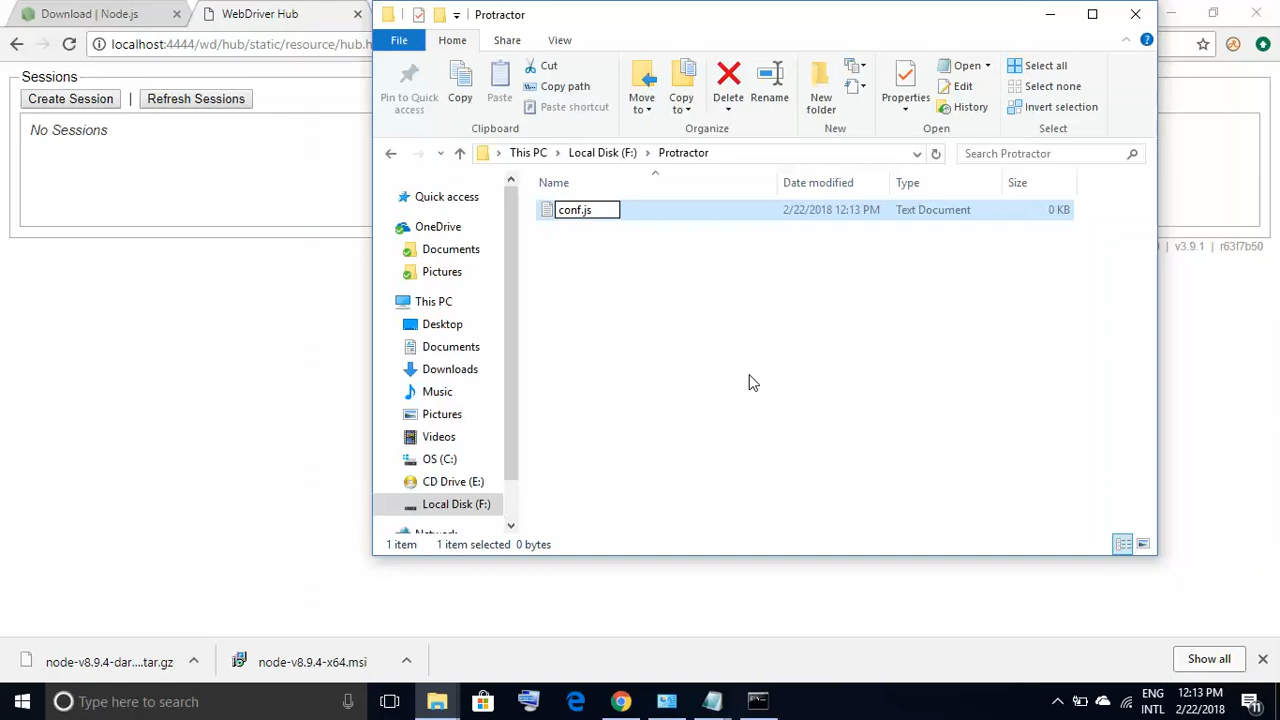 Download | Node.js
WebDriver Hub
Protractor
localhost:4444/wd/hub/static/resource/hub.h
File
Home
Share
View
Sessions
Create Session | Refresh Sessions
No Sessions
Pin to Quick access
Copy
Paste
Cut
Copy path
Paste shortcut
Clipboard
Move to
Copy to
Delete
Rename
Organize
New folder
New
Properties
Open
Edit
History
Open
Select all
Select none
Invert selection
Select
This PC
Local Disk (F:)
Protractor
Search Protractor
Name
Date modified
Type
Size
conf.js
2/22/2018 12:13 PM
Text Document
0 KB
| v3.9.1 | r63f7b50
Quick access
OneDrive
Documents
Pictures
This PC
Desktop
Documents
Downloads
Music
Pictures
Videos
OS (C:)
CD Drive (E:)
Local Disk (F:)
Network
1 item
1 item selected 0 bytes
node-v8.9.4-dar....tar.gz
node-v8.9.4-x64.msi
Show all
Type here to search
ENG
INTL
12:13 PM
2/22/2018
11